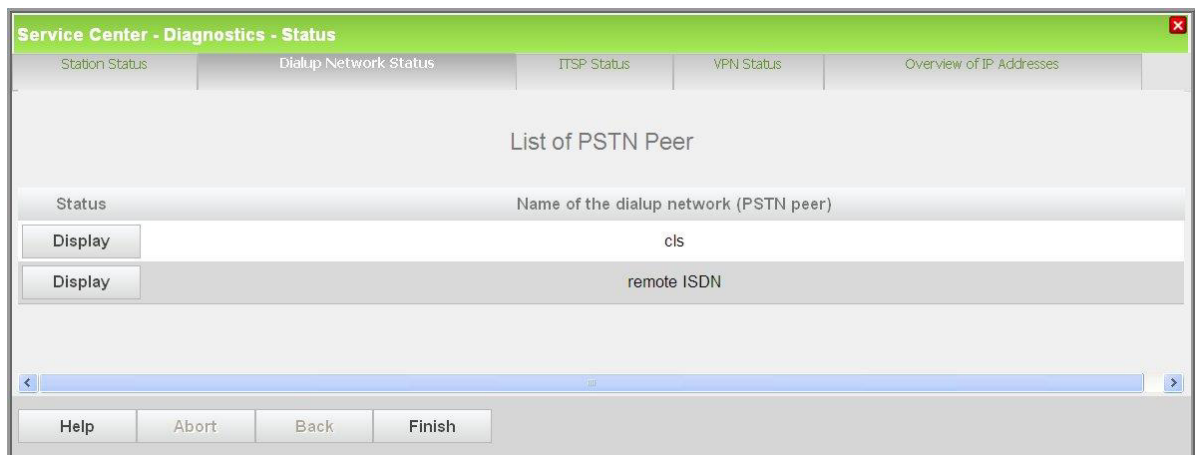 Service Center - Diagnostics - Status
Station Status Dialup Network Status ITSP Status VPN Status Overview of IP Addresses
List of PSTN Peer
Status Name of the dialup network (PSTN peer)
Display cls
Display remote ISDN
Help Abort Back Finish